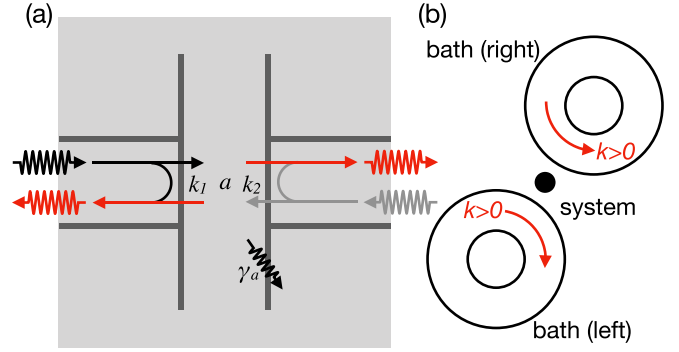 (a)
(b)
bath (right)
k>0
k₁ a k₂
k>0
system
γₐ
bath (left)